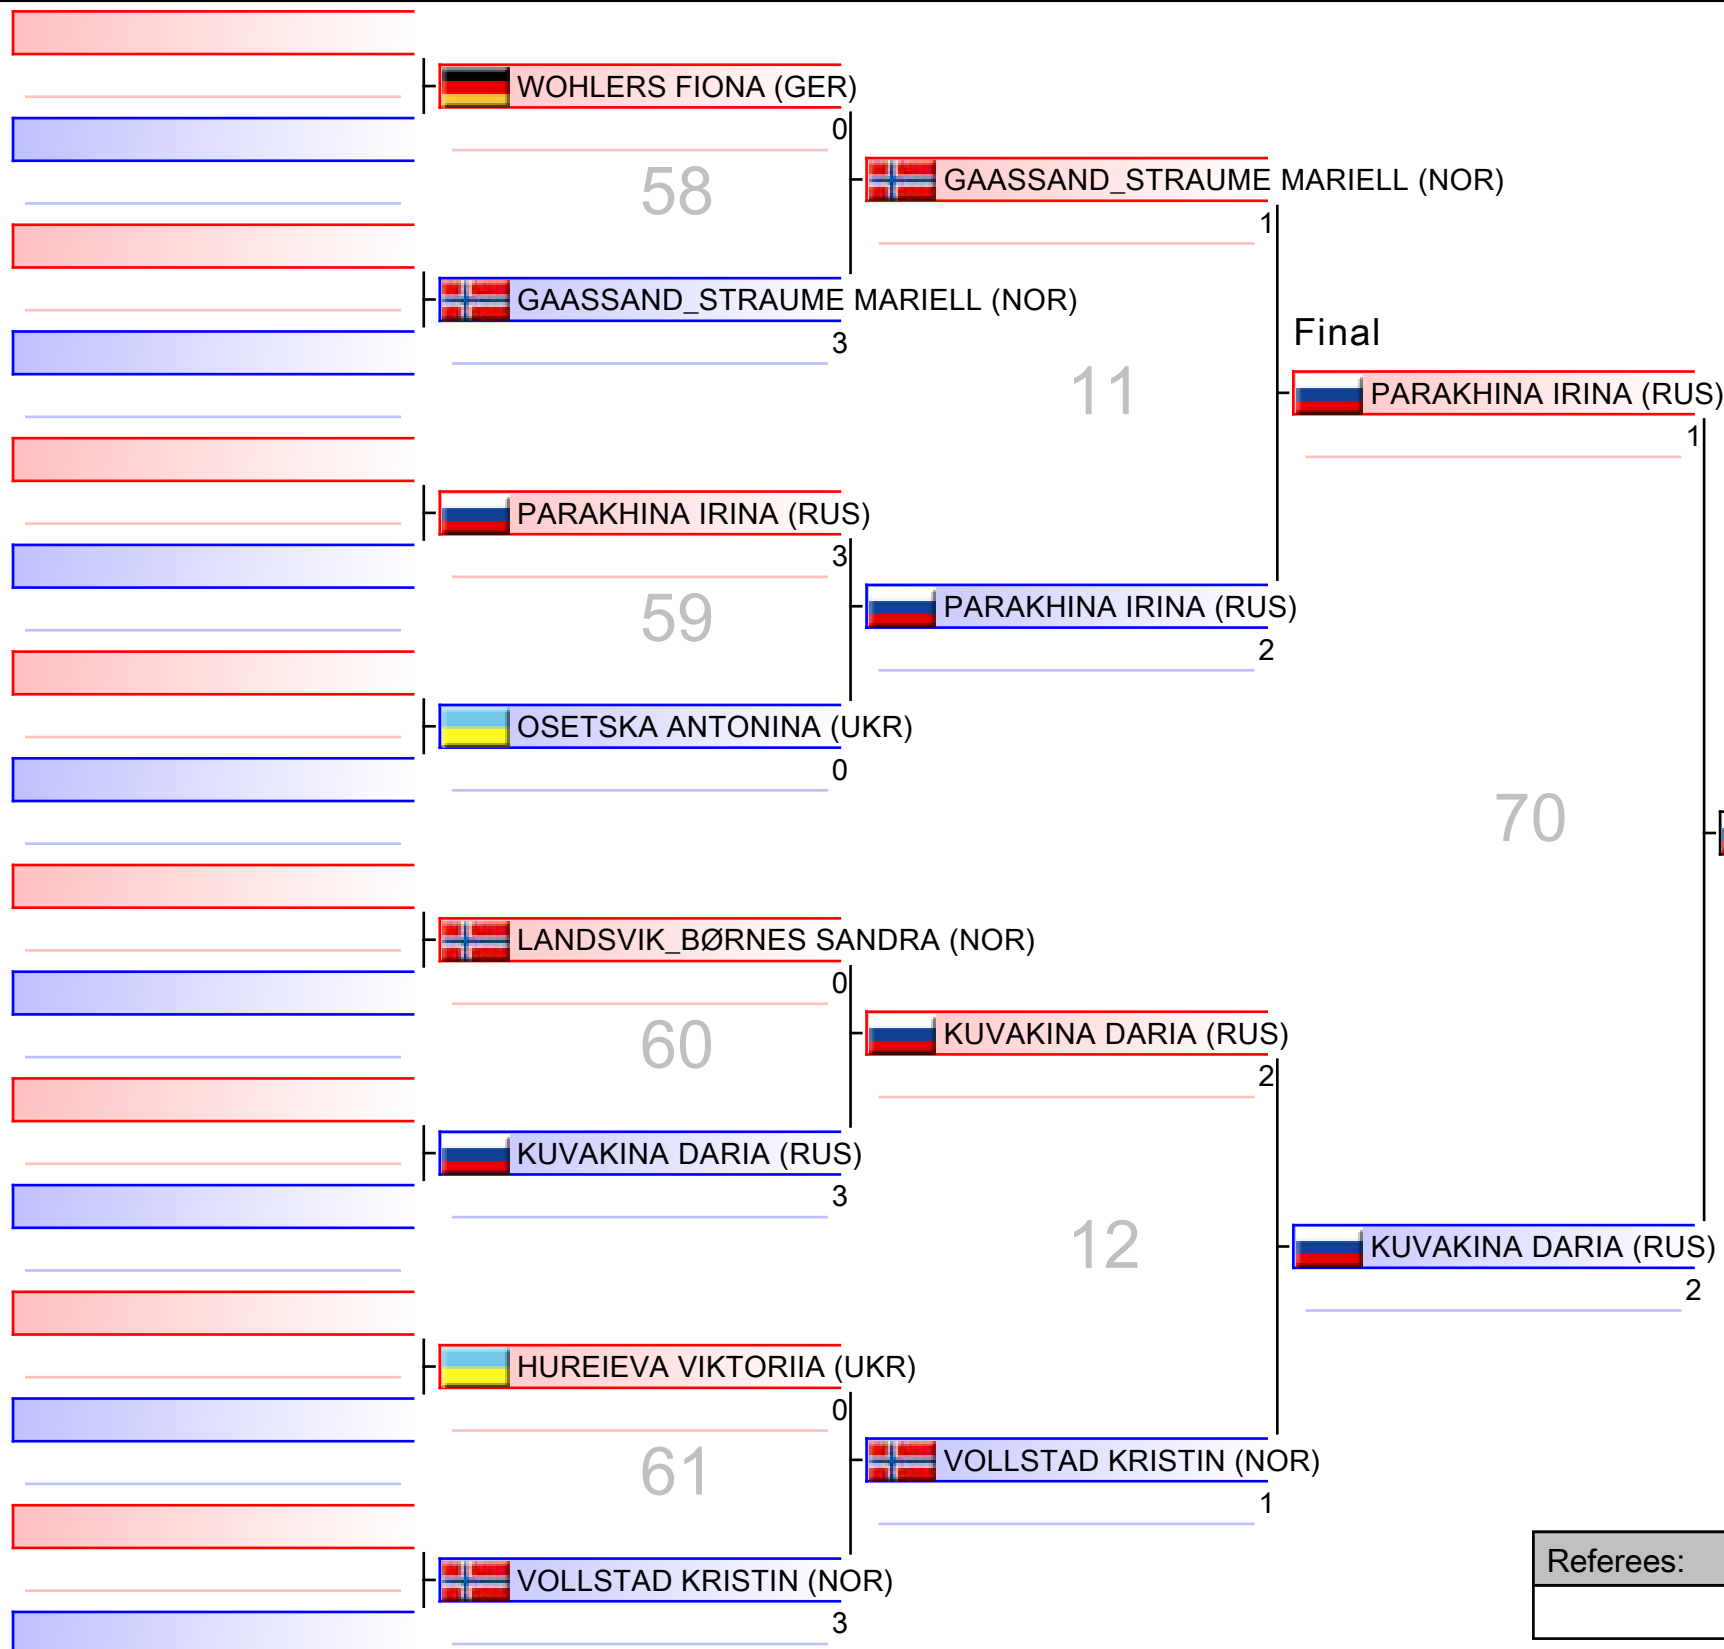 WOHLERS FIONA (GER)
0
58
GAASSAND_STRAUME MARIELL (NOR)
1
GAASSAND_STRAUME MARIELL (NOR)
3
Final
11
PARAKHINA IRINA (RUS)
1
PARAKHINA IRINA (RUS)
3
59
PARAKHINA IRINA (RUS)
2
OSETSKA ANTONINA (UKR)
0
70
LANDSVIK_BØRNES SANDRA (NOR)
0
60
KUVAKINA DARIA (RUS)
2
KUVAKINA DARIA (RUS)
3
12
KUVAKINA DARIA (RUS)
2
HUREIEVA VIKTORIIA (UKR)
0
61
VOLLSTAD KRISTIN (NOR)
1
VOLLSTAD KRISTIN (NOR)
3
Referees: